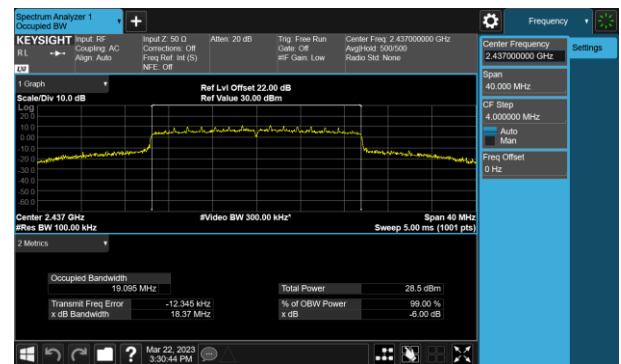 Spectrum Analyzer 1
Occupied BW
Frequency
KEYSIGHT
RL
Input: RF
Coupling: AC
Align: Auto
Input Z: 50 Ω
Corrections: Off
Freq Ref: Int (S)
NFE: Off
Atten: 20 dB
Trig: Free Run
Gate: Off
#IF Gain: Low
Center Freq: 2.437000000 GHz
Avg|Hold: 500/500
Radio Std: None
Center Frequency
2.437000000 GHz
Settings
Span
40.000 MHz
CF Step
4.000000 MHz
Auto
Man
Freq Offset
0 Hz
1 Graph
Ref Lvl Offset 22.00 dB
Scale/Div 10.0 dB
Ref Value 30.00 dBm
Log
20.0
10.0
0.00
-10.0
-20.0
-30.0
-40.0
-50.0
-60.0
Center 2.437 GHz
#Video BW 300.00 kHz*
Span 40 MHz
#Res BW 100.00 kHz
Sweep 5.00 ms (1001 pts)
2 Metrics
Occupied Bandwidth
19.095 MHz
Total Power
28.5 dBm
Transmit Freq Error
-12.345 kHz
% of OBW Power
99.00 %
x dB Bandwidth
18.37 MHz
x dB
-6.00 dB
?
Mar 22, 2023
3:30:44 PM